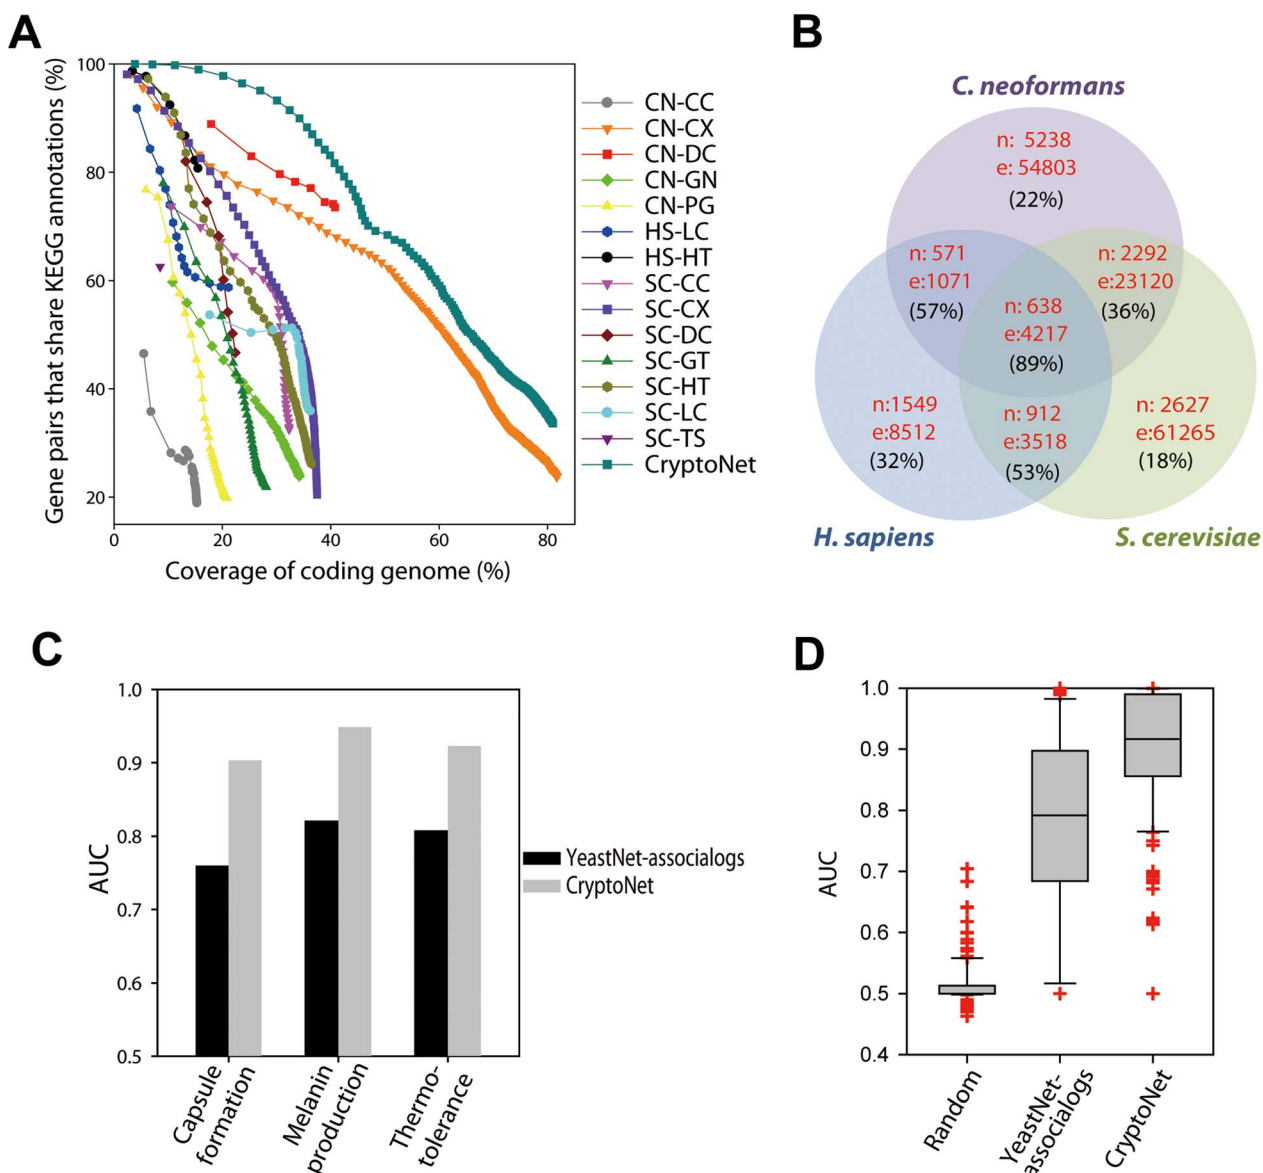 A
Gene pairs that share KEGG annotations (%)
100
80
60
40
20
0
20
40
60
80
Coverage of coding genome (%)
CN-CC
CN-CX
CN-DC
CN-GN
CN-PG
HS-LC
HS-HT
SC-CC
SC-CX
SC-DC
SC-GT
SC-HT
SC-LC
SC-TS
CryptoNet
B
C. neoformans
n: 5238
e: 54803
(22%)
n: 571
e:1071
(57%)
n: 2292
e:23120
(36%)
n: 638
e:4217
(89%)
n:1549
e:8512
(32%)
n: 912
e:3518
(53%)
n: 2627
e:61265
(18%)
H. sapiens
S. cerevisiae
C
AUC
1.0
0.9
0.8
0.7
0.6
0.5
Capsule
formation
Melanin
production
Thermo-
tolerance
YeastNet-associalogs
CryptoNet
D
AUC
1.0
0.9
0.8
0.7
0.6
0.5
0.4
Random
YeastNet-
associalogs
CryptoNet